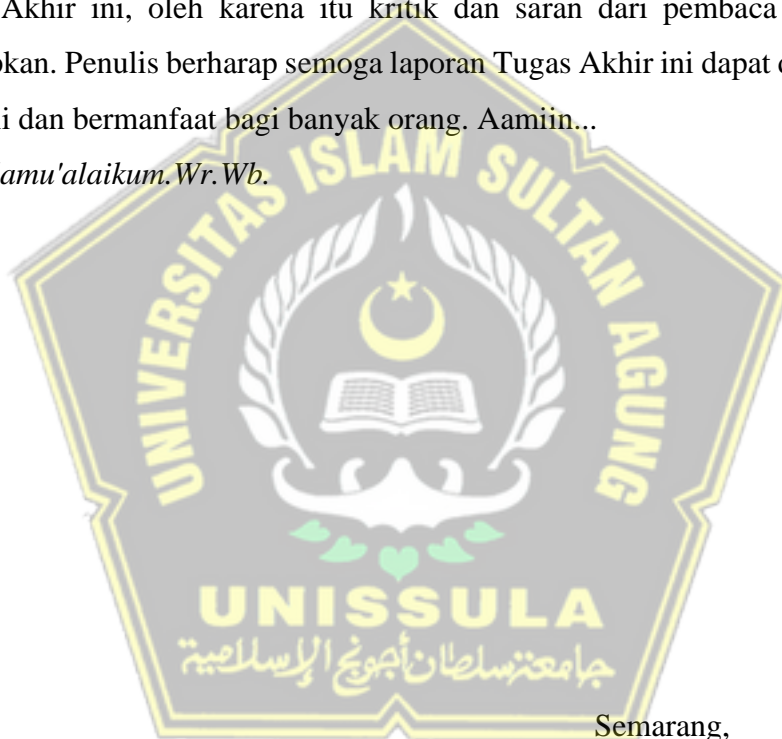 Akhir ini, oleh karena itu kritik dan saran dari pembaca
kan. Penulis berharap semoga laporan Tugas Akhir ini dapat
i dan bermanfaat bagi banyak orang. Aamiin...
amu'alaikum.Wr.Wb.
UNIVERSITAS ISLAM SULTAN AGUNG
UNISSULA
جامعة سلطان أجونج الإسلامية
Semarang,